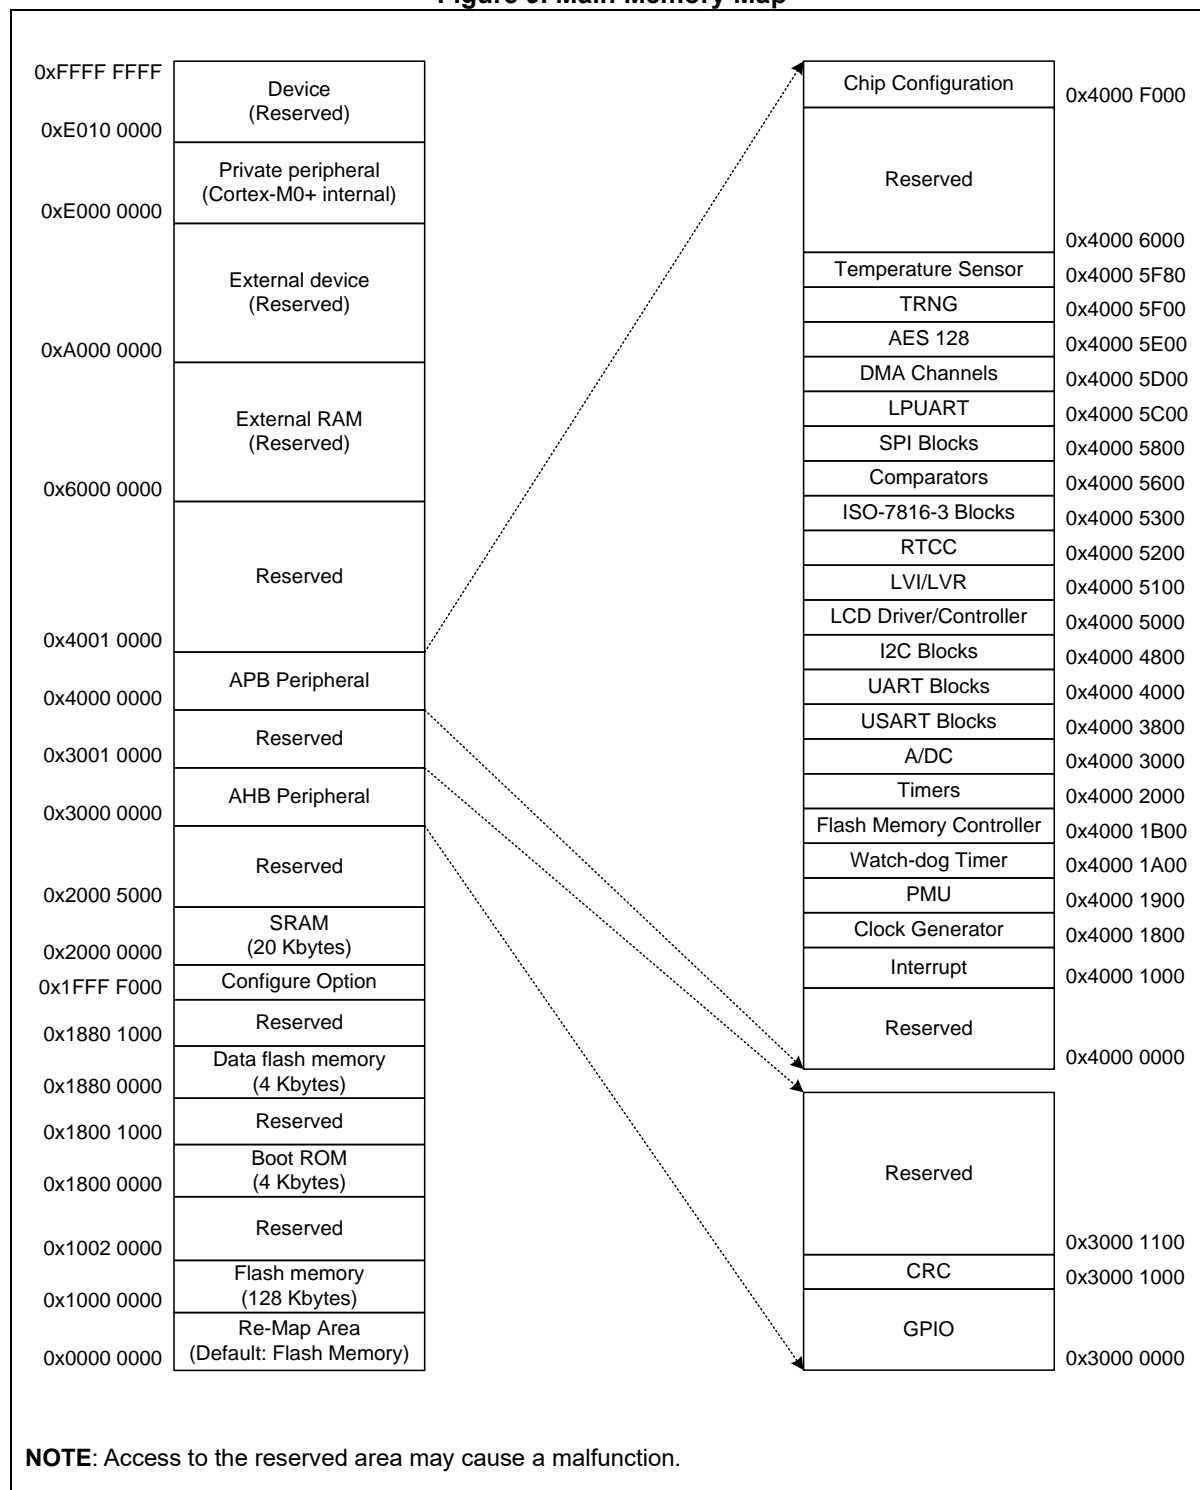 0xFFFF FFFF
Device
(Reserved)
0xE010 0000
Private peripheral
(Cortex-M0+ internal)
0xE000 0000
External device
(Reserved)
0xA000 0000
External RAM
(Reserved)
0x6000 0000
Reserved
0x4001 0000
APB Peripheral
0x4000 0000
Reserved
0x3001 0000
AHB Peripheral
0x3000 0000
Reserved
0x2000 5000
SRAM
(20 Kbytes)
0x2000 0000
Configure Option
0x1FFF F000
Reserved
0x1880 1000
Data flash memory
(4 Kbytes)
0x1880 0000
Reserved
0x1800 1000
Boot ROM
(4 Kbytes)
0x1800 0000
Reserved
0x1002 0000
Flash memory
(128 Kbytes)
0x1000 0000
Re-Map Area
(Default: Flash Memory)
0x0000 0000
Chip Configuration
0x4000 F000
Reserved
0x4000 6000
Temperature Sensor
0x4000 5F80
TRNG
0x4000 5F00
AES 128
0x4000 5E00
DMA Channels
0x4000 5D00
LPUART
0x4000 5C00
SPI Blocks
0x4000 5800
Comparators
0x4000 5600
ISO-7816-3 Blocks
0x4000 5300
RTCC
0x4000 5200
LVI/LVR
0x4000 5100
LCD Driver/Controller
0x4000 5000
I2C Blocks
0x4000 4800
UART Blocks
0x4000 4000
USART Blocks
0x4000 3800
A/DC
0x4000 3000
Timers
0x4000 2000
Flash Memory Controller
0x4000 1B00
Watch-dog Timer
0x4000 1A00
PMU
0x4000 1900
Clock Generator
0x4000 1800
Interrupt
0x4000 1000
Reserved
0x4000 0000
Reserved
0x3000 1100
CRC
0x3000 1000
GPIO
0x3000 0000
NOTE: Access to the reserved area may cause a malfunction.